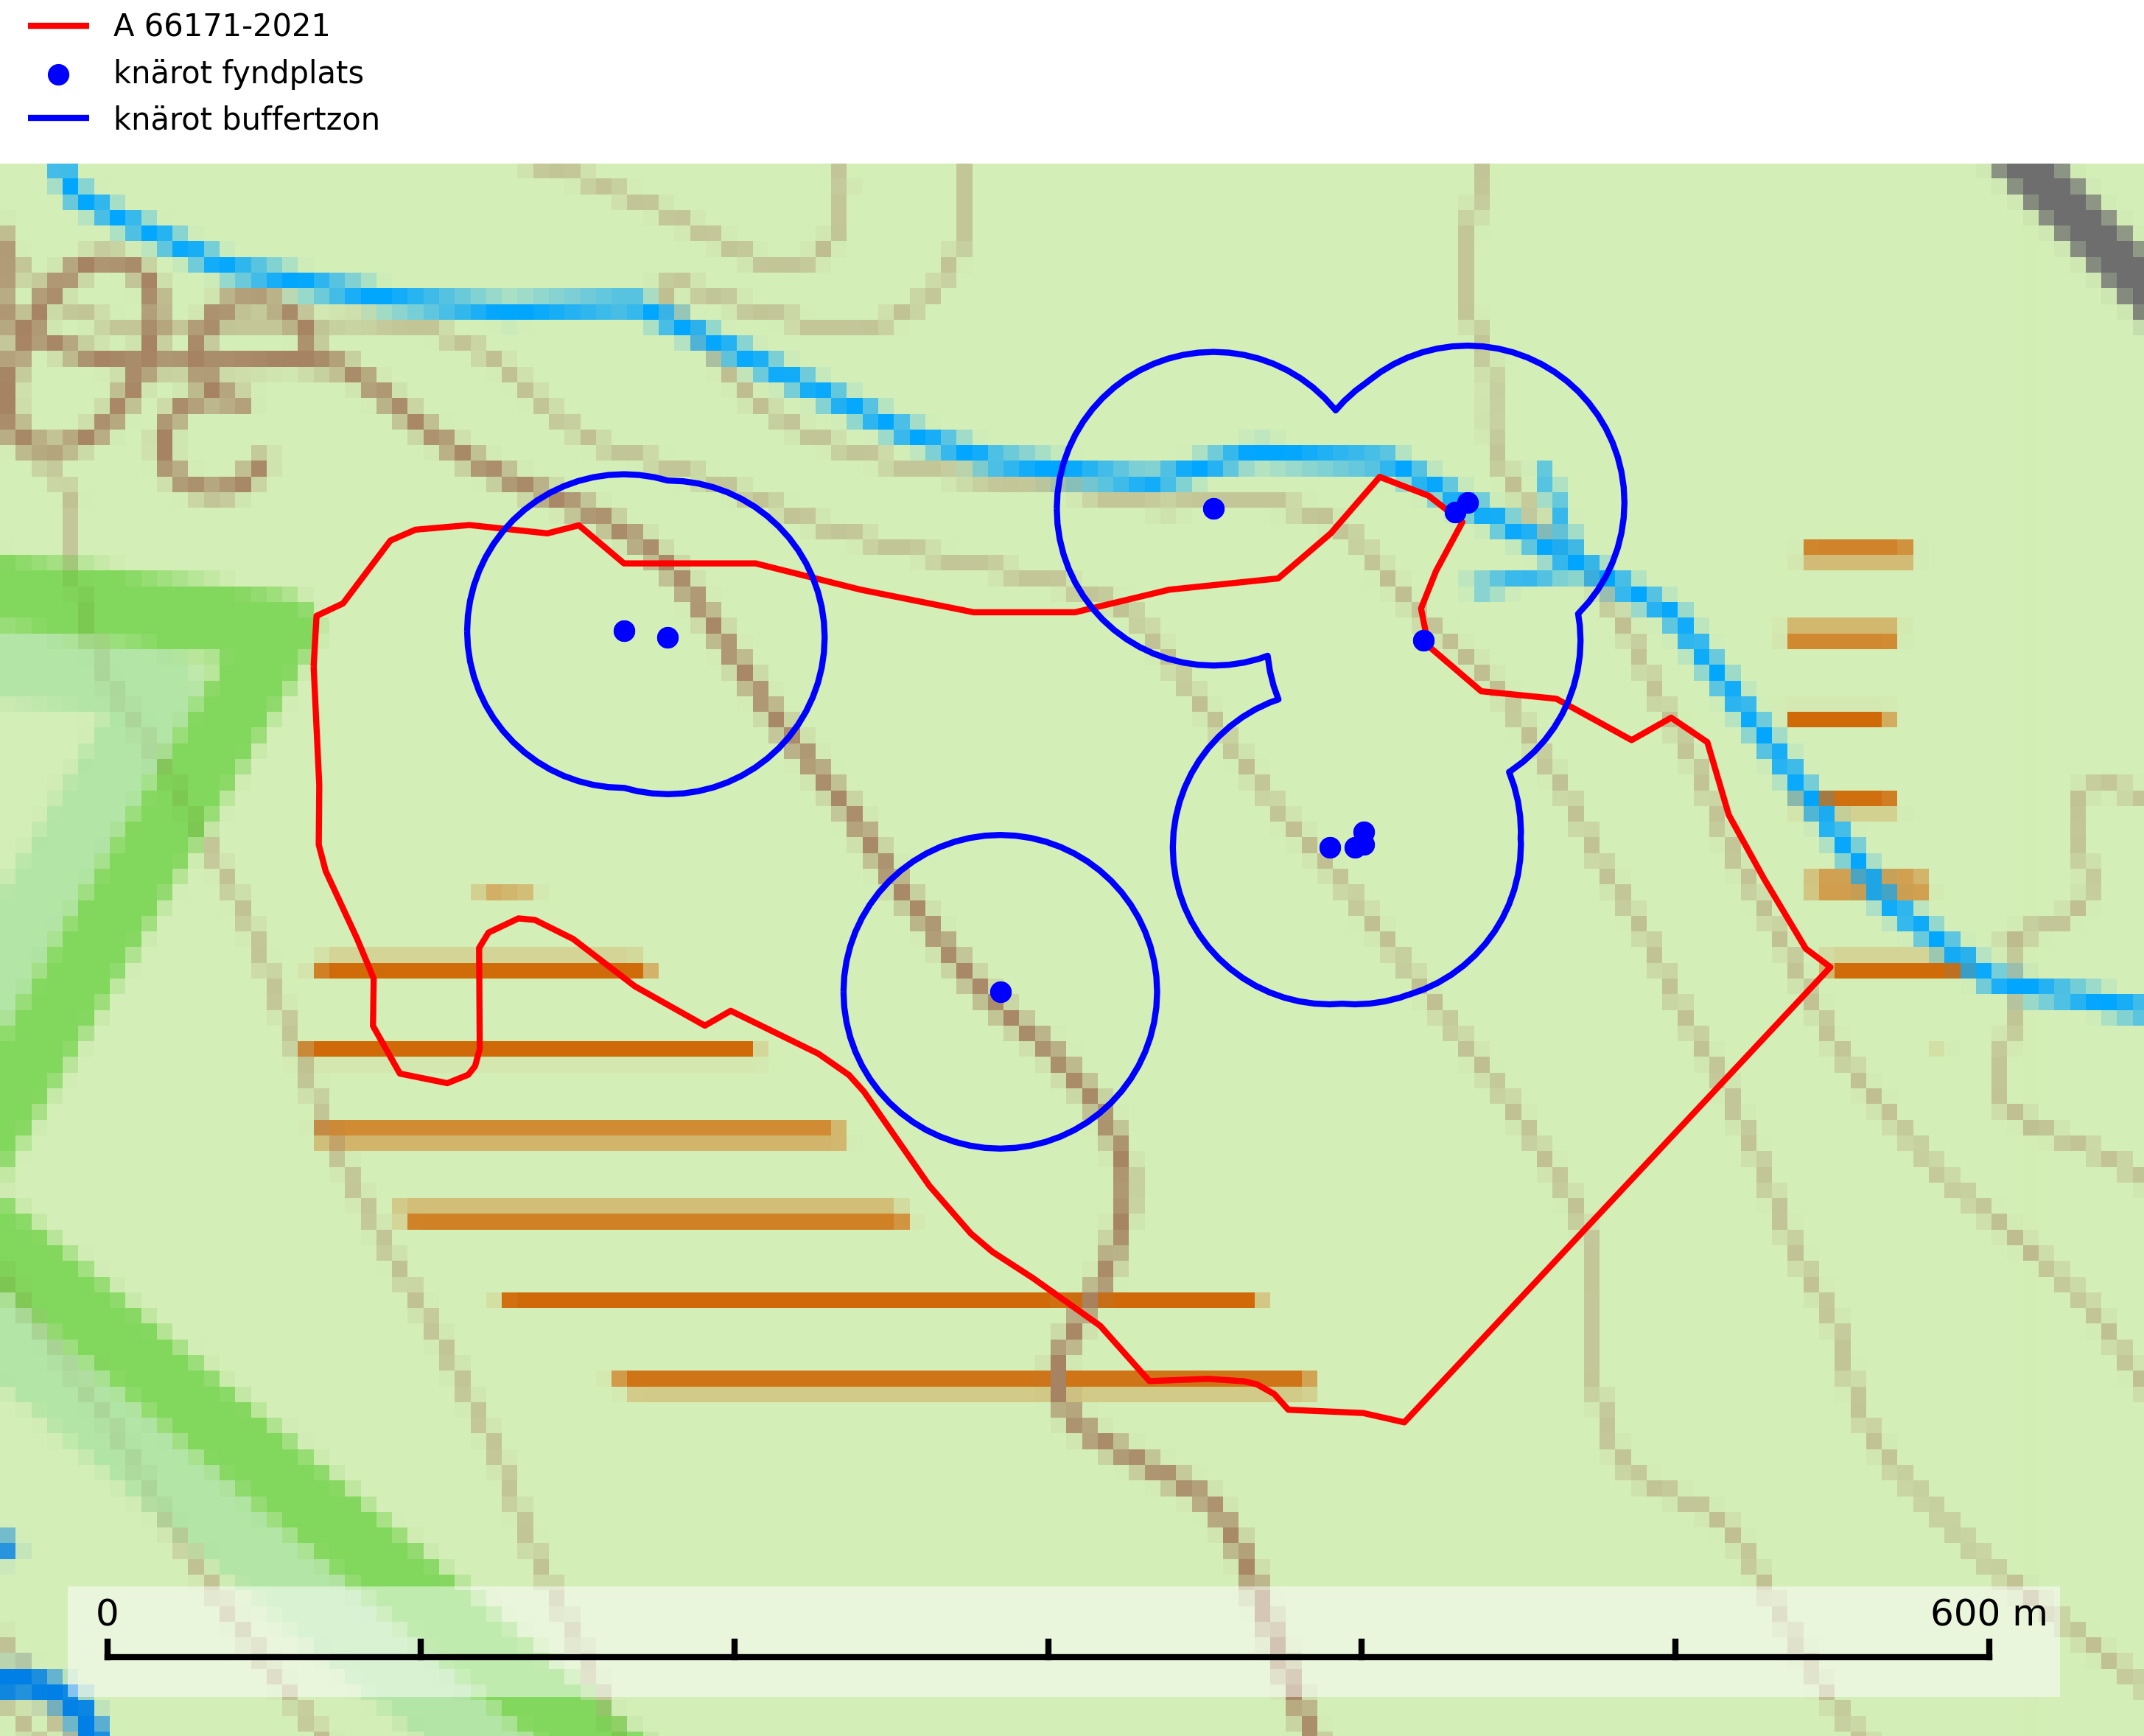 A 66171-2021
knärot fyndplats
knärot buffertzon
0
600 m